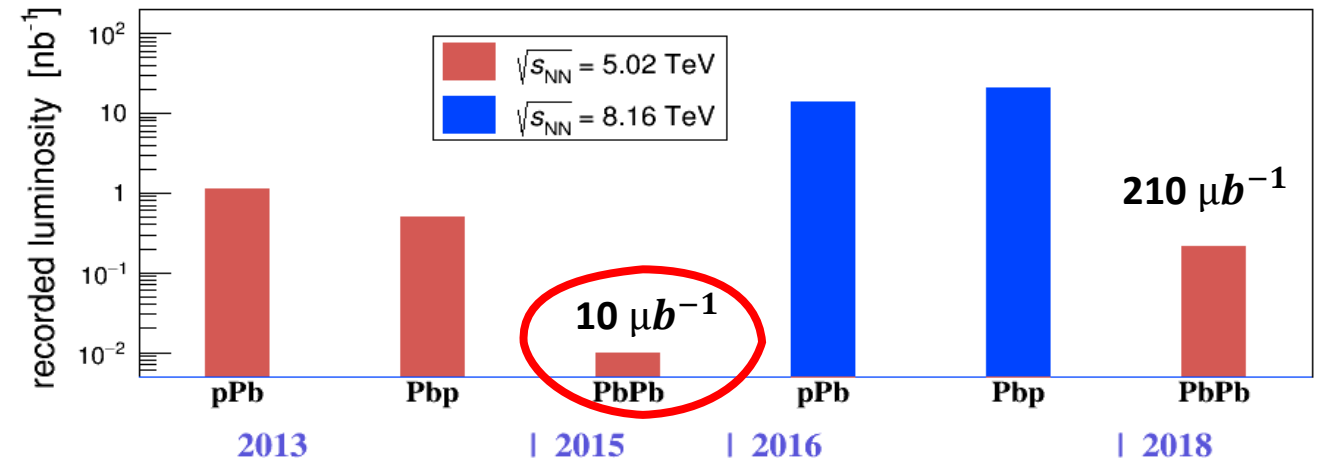 recorded luminosity [nb⁻¹]
10²
10
1
10⁻¹
10⁻²
√s_NN = 5.02 TeV
√s_NN = 8.16 TeV
10 μb⁻¹
210 μb⁻¹
pPb Pbp PbPb pPb Pbp PbPb
2013 | 2015 | 2016 | 2018